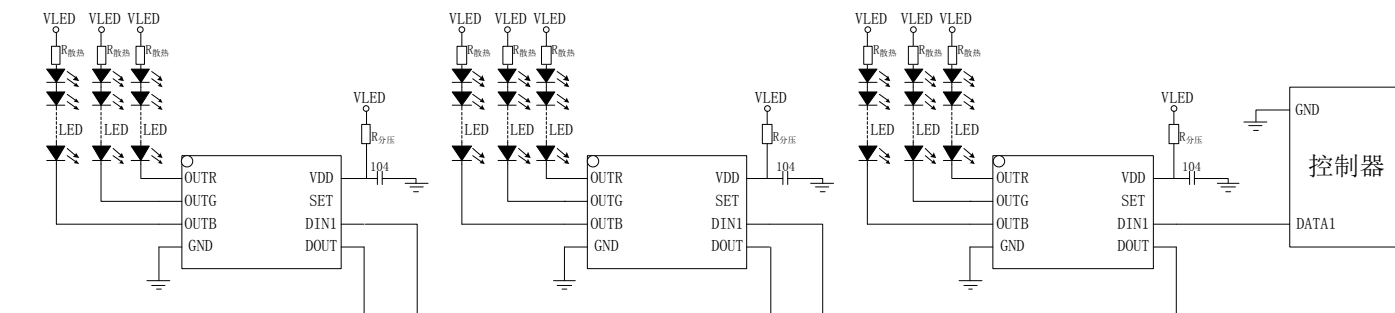 VLED VLED VLED
R散热 R散热 R散热
LED LED
VLED
R分压
104
OUTR VDD
OUTG SET
OUTB DIN1
GND DOUT
VLED VLED VLED
R散热 R散热 R散热
LED LED LED
VLED
R分压
104
OUTR VDD
OUTG SET
OUTB DIN1
GND DOUT
VLED VLED VLED
R散热 R散热 R散热
LED LED LED
VLED
R分压
104
OUTR VDD
OUTG SET
OUTB DIN1
GND DOUT
GND
控制器
DATA1